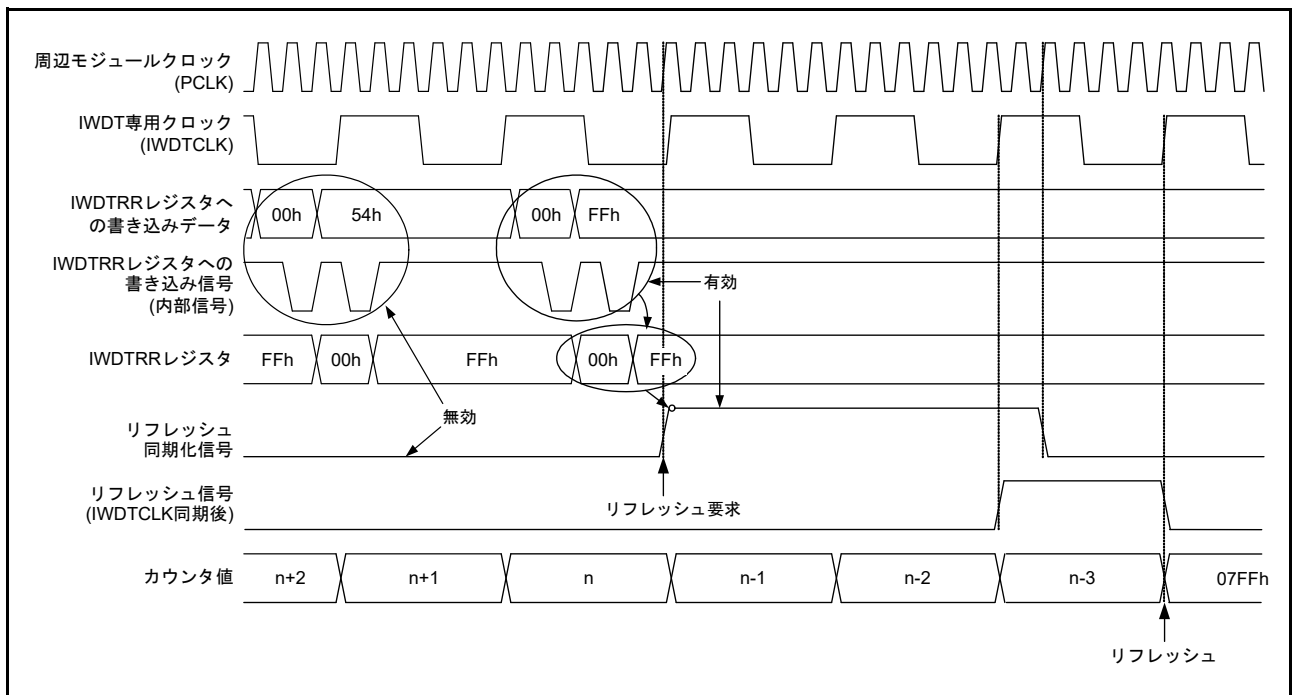 周辺モジュールクロック
(PCLK)
IWDT専用クロック
(IWDTCLK)
IWDTRRレジスタへ
の書き込みデータ
00h 54h 00h FFh
IWDTRRレジスタへの
書き込み信号
(内部信号)
有効
IWDTRRレジスタ
FFh 00h FFh 00h FFh
無効
リフレッシュ
同期化信号
リフレッシュ要求
リフレッシュ信号
(IWDTCLK同期後)
カウンタ値
n+2 n+1 n n-1 n-2 n-3 07FFh
リフレッシュ